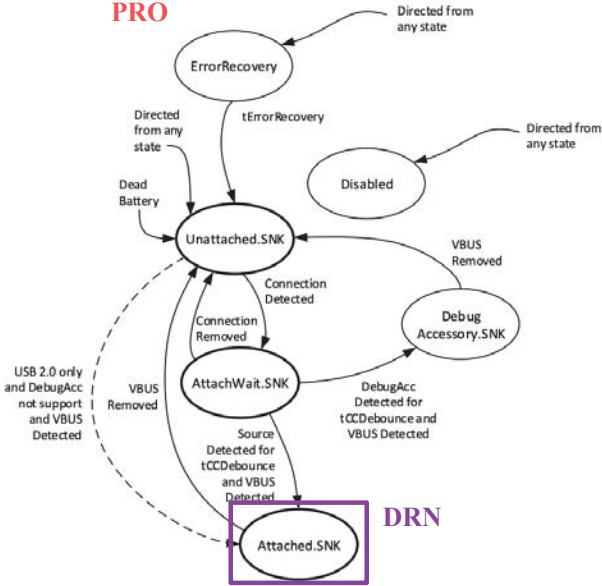 PRO
Directed from
any state
ErrorRecovery
tErrorRecovery
Directed
from any
state
Directed from
any state
Disabled
Dead
Battery
Unattached.SNK
VBUS
Removed
Connection
Detected
Debug
Accessory.SNK
Connection
Removed
USB 2.0 only
and DebugAcc
not support
and VBUS
Detected
VBUS
Removed
AttachWait.SNK
DebugAcc
Detected for
tCCDebounce and
VBUS Detected
Source
Detected for
tCCDebounce
and VBUS
Detected
DRN
Attached.SNK